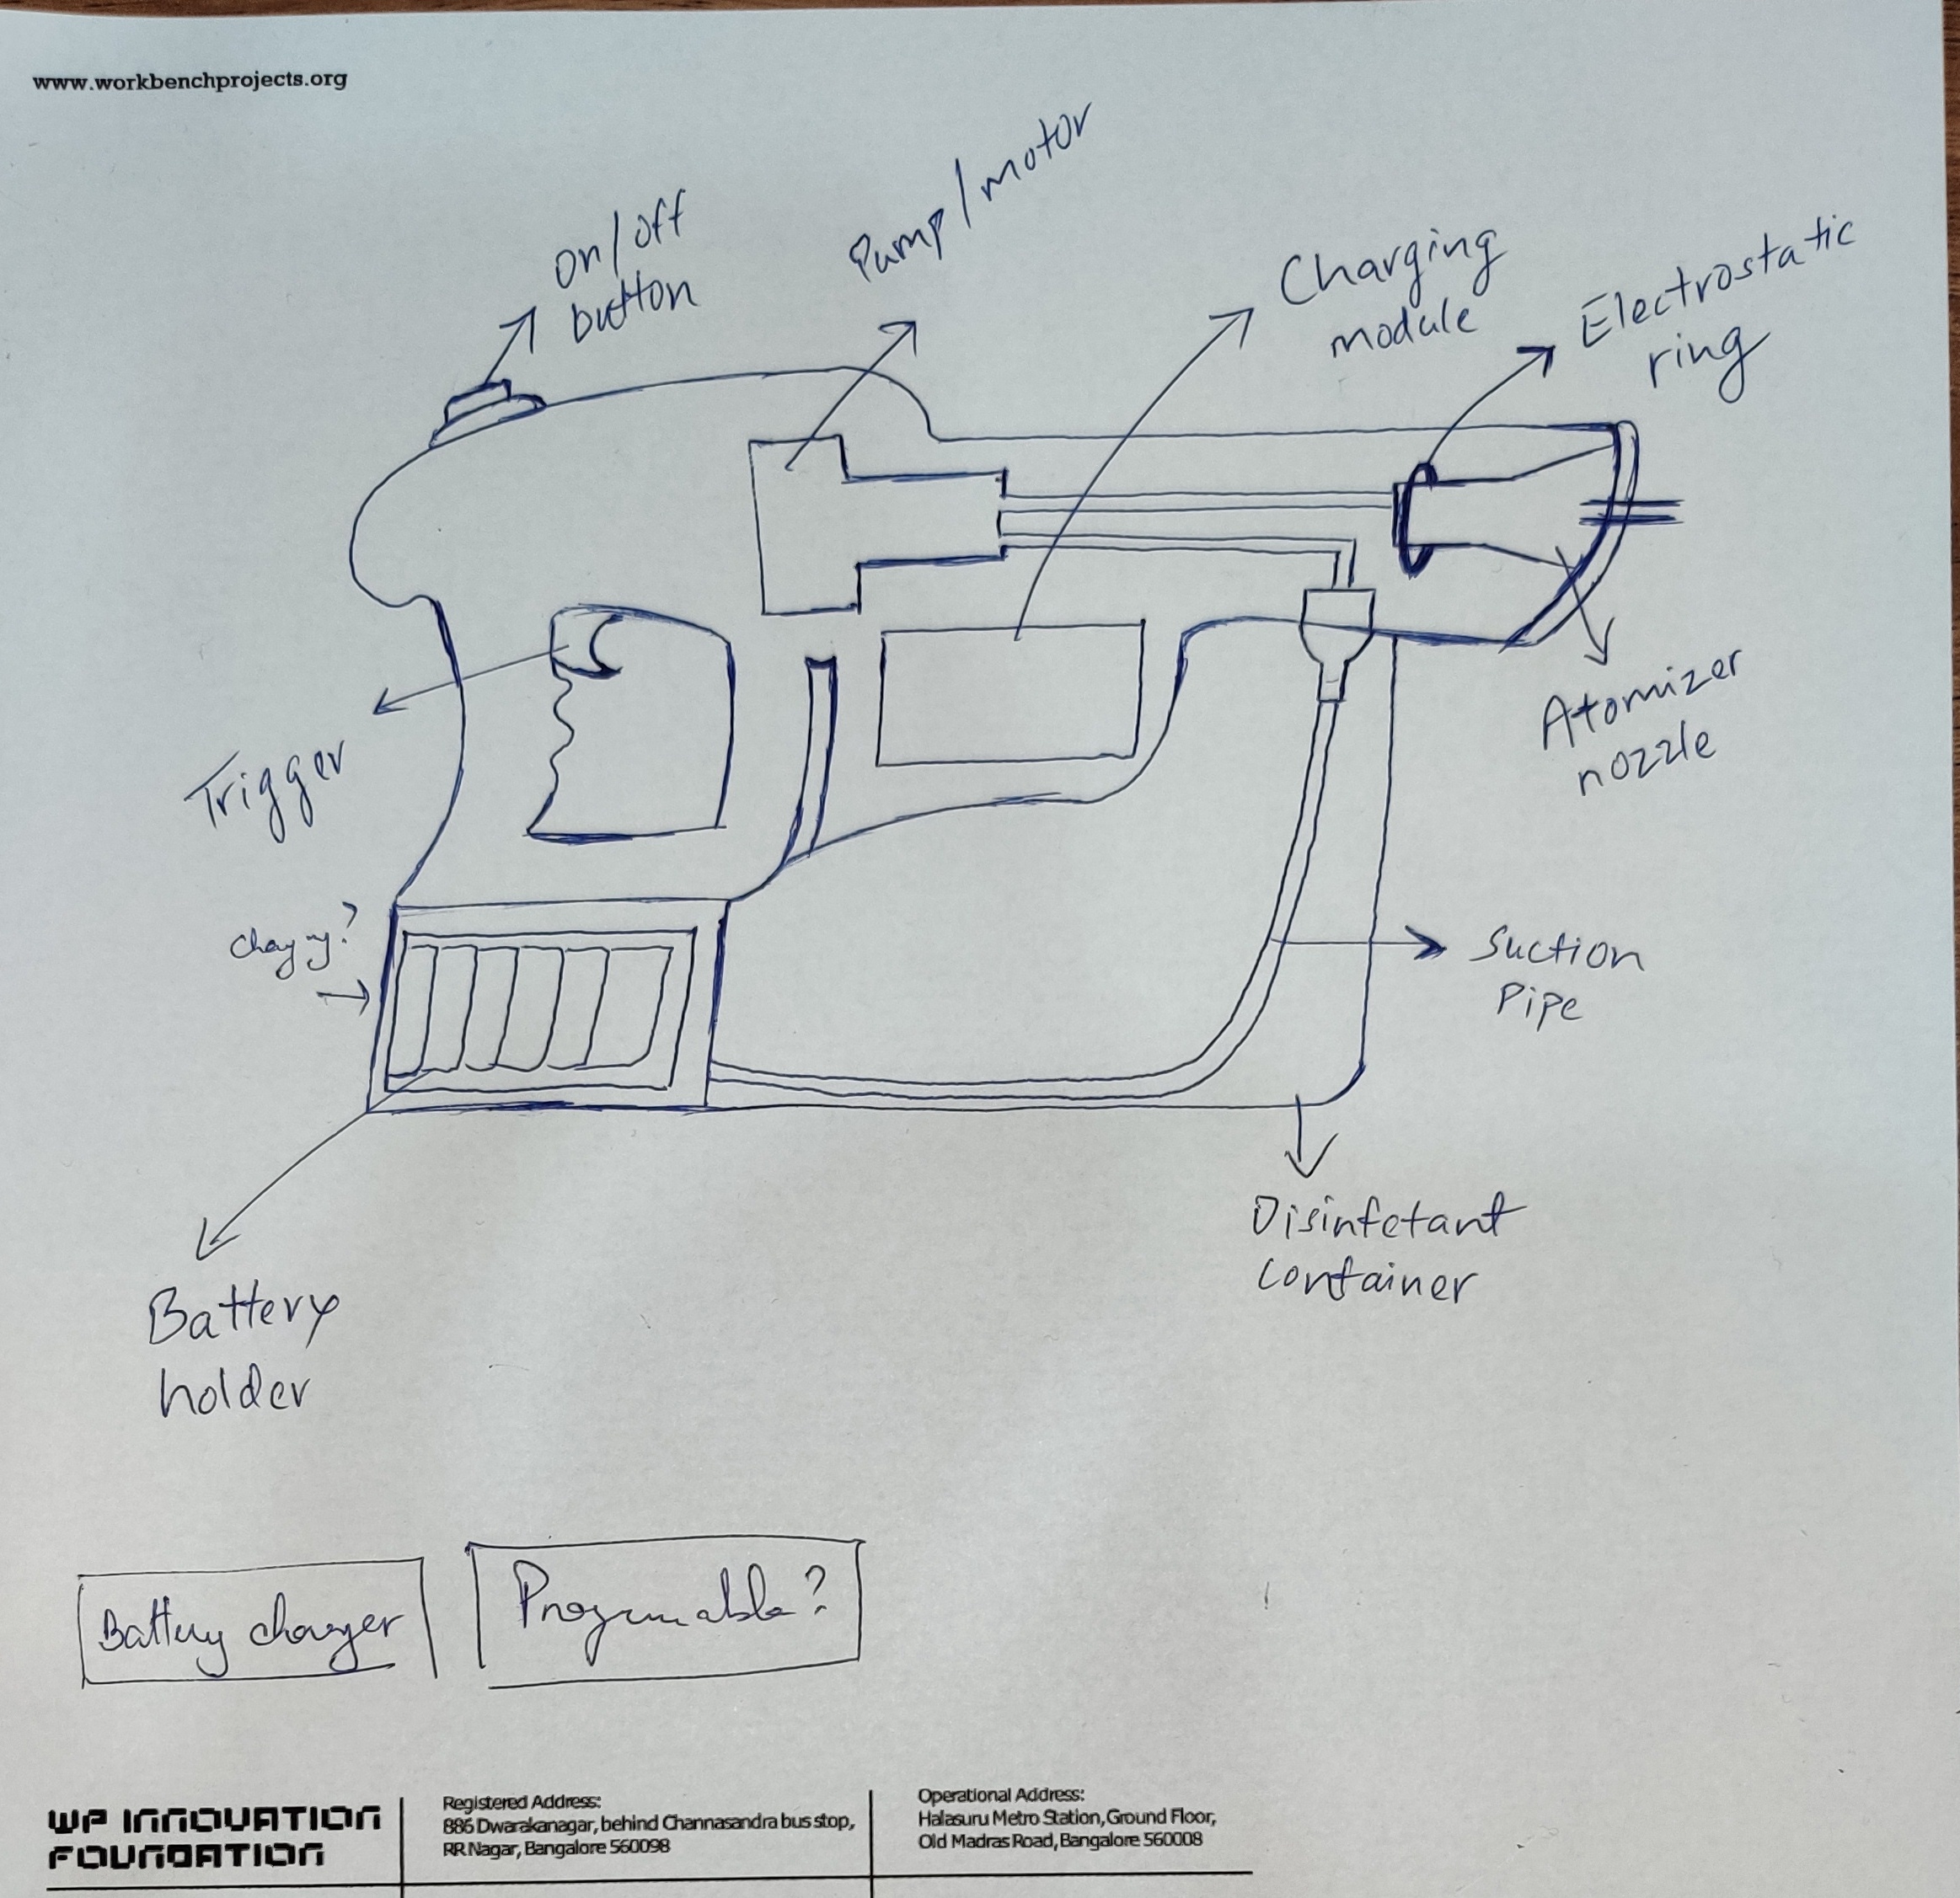 www.workbenchprojects.org
on/off
button
Pump/motor
Charging
module
Electrostatic
ring
Trigger
Atomizer
nozzle
Charging?
Suction
Pipe
Disinfetant
Container
Battery
holder
Battery charger
Programable?
WP INNOVATION
FOUNDATION
Registered Address:
886 Dwarakanagar, behind Channasandra bus stop,
RR Nagar, Bangalore 560098
Operational Address:
Halasuru Metro Station, Ground Floor,
Old Madras Road, Bangalore 560008